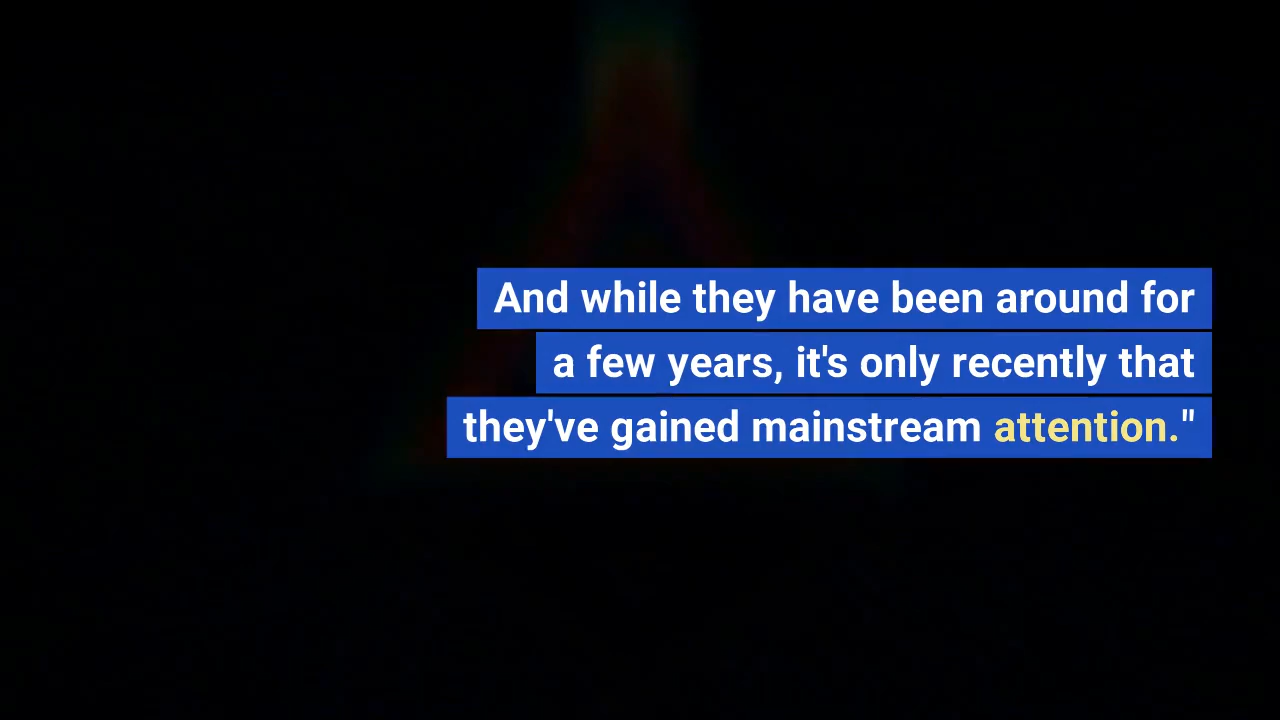 And while they have been around for
a few years, it's only recently that
they've gained mainstream attention."